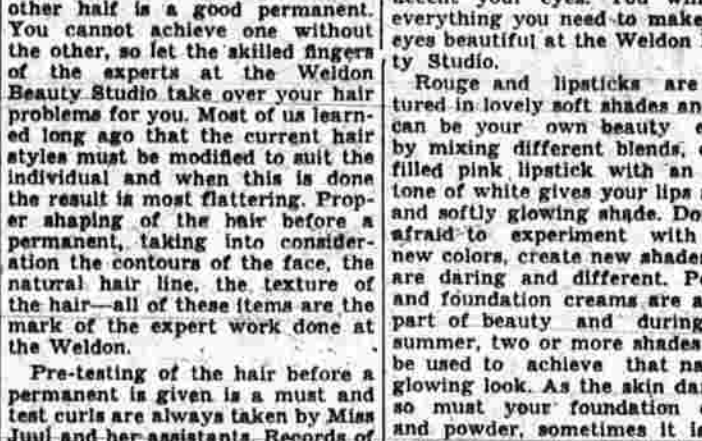 other half is a good permanent.
You cannot achieve one without
the other, so let the skilled fingers
of the experts at the Weldon
Beauty Studio take over your hair
problems for you. Most of us learn-
ed long ago that the current hair
styles must be modified to suit the
individual and when this is done
the result is most flattering. Prop-
er shaping of the hair before a
permanent, taking into consider-
ation the contours of the face, the
natural hair line, the texture of
the hair—all of these items are the
mark of the expert work done at
the Weldon.
Pre-testing of the hair before a
permanent is given is a must and
test curls are always taken by Miss
Juul and her assistants. Records of
your eyes. You
everything you need to make
eyes beautiful at the Weldon
ty Studio.
Rouge and lipsticks are
tured in lovely soft shades
can be your own beauty
by mixing different blends,
filled pink lipstick with an
tone of white gives your lips
and softly glowing shade.
afraid to experiment with
new colors, create new
are daring and different.
and foundation creams are
part of beauty and during
summer, two or more shades
be used to achieve that
glowing look. As the skin
so must your foundation
and powder, sometimes it